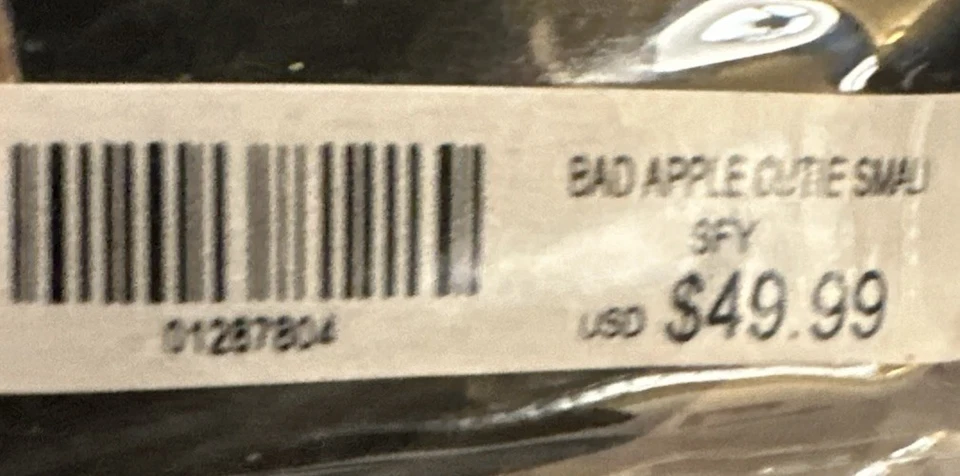 BAD APPLE CUTIE SMALL
SFY
USD $49.99
01287804